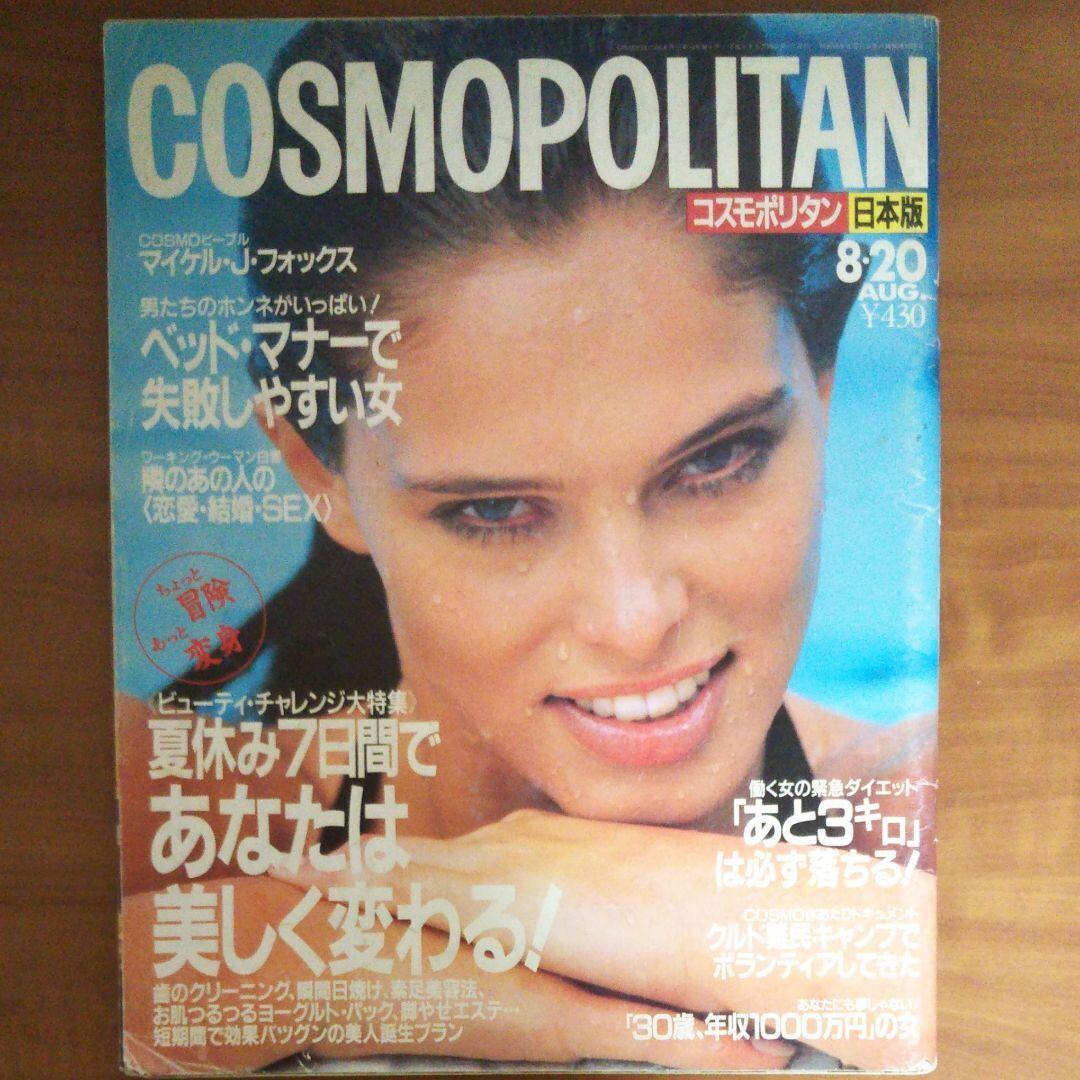 COSMOPOLITAN
コスモポリタン 日本版
8・20
AUG.
¥430
COSMOピープル
マイケル・J・フォックス
男たちのホンネがいっぱい!
ベッド・マナーで
失敗しやすい女
ワーキング・ウーマン白書
隣のあの人の
〈恋愛・結婚・SEX〉
ちょっと
冒険
もっと
変身
《ビューティ・チャレンジ大特集》
夏休み7日間で
あなたは
美しく変わる!
歯のクリーニング、瞬間日焼け、素足美容法、
お肌つるつるヨーグルト・パック、脚やせエステ…
短期間で効果バツグンの美人誕生プラン
働く女の緊急ダイエット
「あと3キロ」
は必ず落ちる!
COSMO体あたりドキュメント
クルド難民キャンプで
ボランティアしてきた
あなたにも夢じゃない!
「30歳、年収1000万円」の女